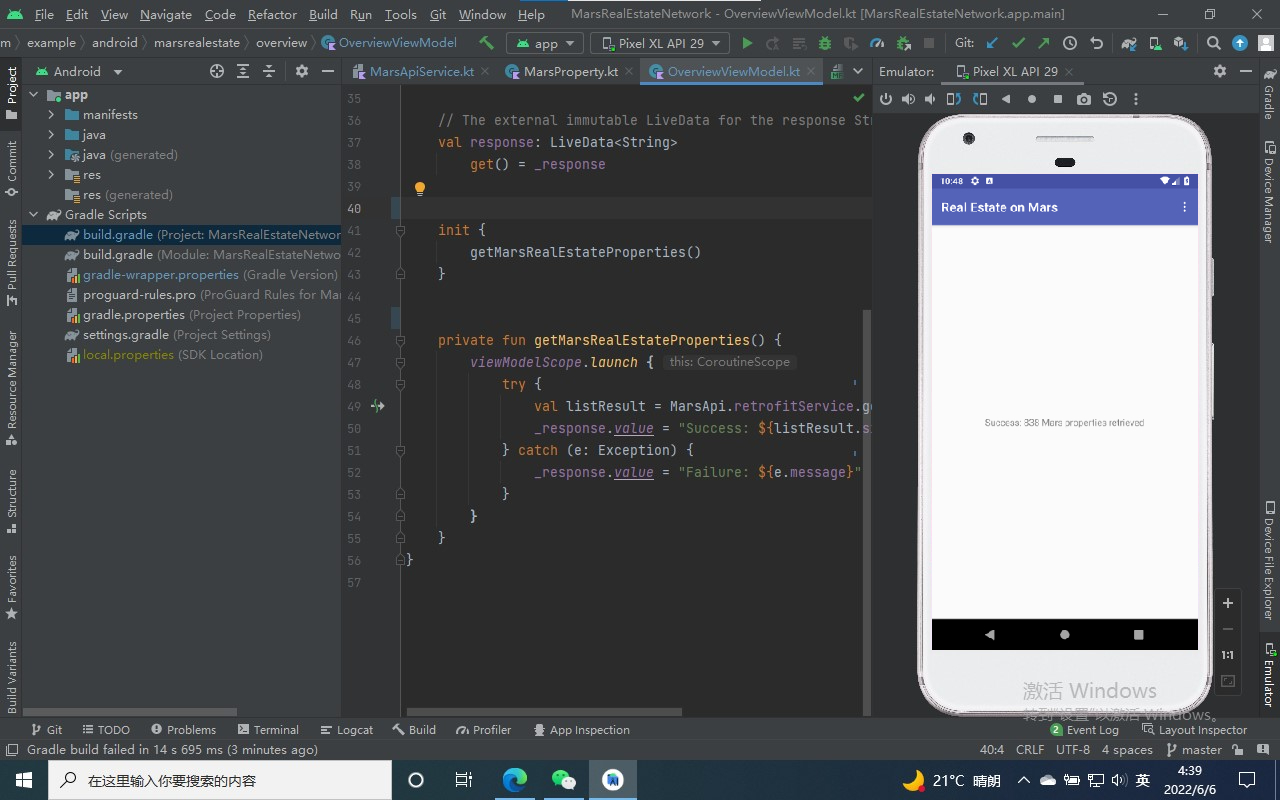 File Edit View Navigate Code Refactor Build Run Tools Git Window Help MarsRealEstateNetwork - OverviewViewModel.kt [MarsRealEstateNetwork.app.main]
m example android marsrealestate overview OverviewViewModel app Pixel XL API 29 Git:
Project
Commit
Pull Requests
Resource Manager
Structure
Favorites
Build Variants
Android
app
manifests
java
java (generated)
res
res (generated)
Gradle Scripts
build.gradle (Project: MarsRealEstateNetwor
build.gradle (Module: MarsRealEstateNetwo
gradle-wrapper.properties (Gradle Version)
proguard-rules.pro (ProGuard Rules for Ma
gradle.properties (Project Properties)
settings.gradle (Project Settings)
local.properties (SDK Location)
MarsApiService.kt MarsProperty.kt OverviewViewModel.kt
35
36 // The external immutable LiveData for the response St
37 val response: LiveData<String>
38 get() = _response
39
40
41 init {
42 getMarsRealEstateProperties()
43 }
44
45
46 private fun getMarsRealEstateProperties() {
47 viewModelScope.launch { this: CoroutineScope
48 try {
49 val listResult = MarsApi.retrofitService.g
50 _response.value = "Success: ${listResult.s
51 } catch (e: Exception) {
52 _response.value = "Failure: ${e.message}"
53 }
54 }
55 }
56 }
57
Emulator: Pixel XL API 29
10:48
Real Estate on Mars
Success: 838 Mars properties retrieved
1:1
Gradle
Device Manager
Device File Explorer
Emulator
激活 Windows
转到"设置"以激活 Windows。
Git TODO Problems Terminal Logcat Build Profiler App Inspection 2 Event Log Layout Inspector
Gradle build failed in 14 s 695 ms (3 minutes ago) 40:4 CRLF UTF-8 4 spaces master
在这里输入你要搜索的内容 21°C 晴朗 英 4:39
2022/6/6